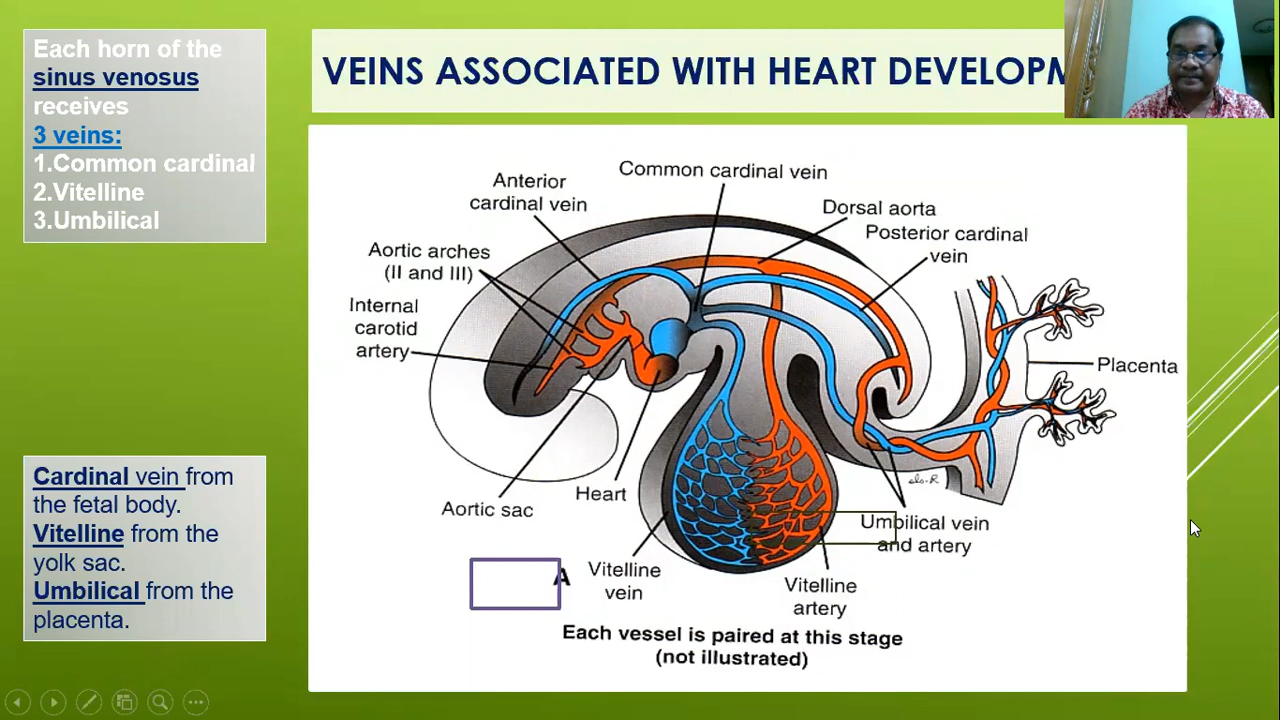 Each horn of the
sinus venosus
receives
3 veins:
1.Common cardinal
2.Vitelline
3.Umbilical
VEINS ASSOCIATED WITH HEART DEVELOPM
Common cardinal vein
Anterior
cardinal vein
Dorsal aorta
Posterior cardinal
vein
Aortic arches
(II and III)
Internal
carotid
artery
Placenta
Heart
Aortic sac
Umbilical vein
and artery
Vitelline
vein
Vitelline
artery
A
Each vessel is paired at this stage
(not illustrated)
Cardinal vein from
the fetal body.
Vitelline from the
yolk sac.
Umbilical from the
placenta.